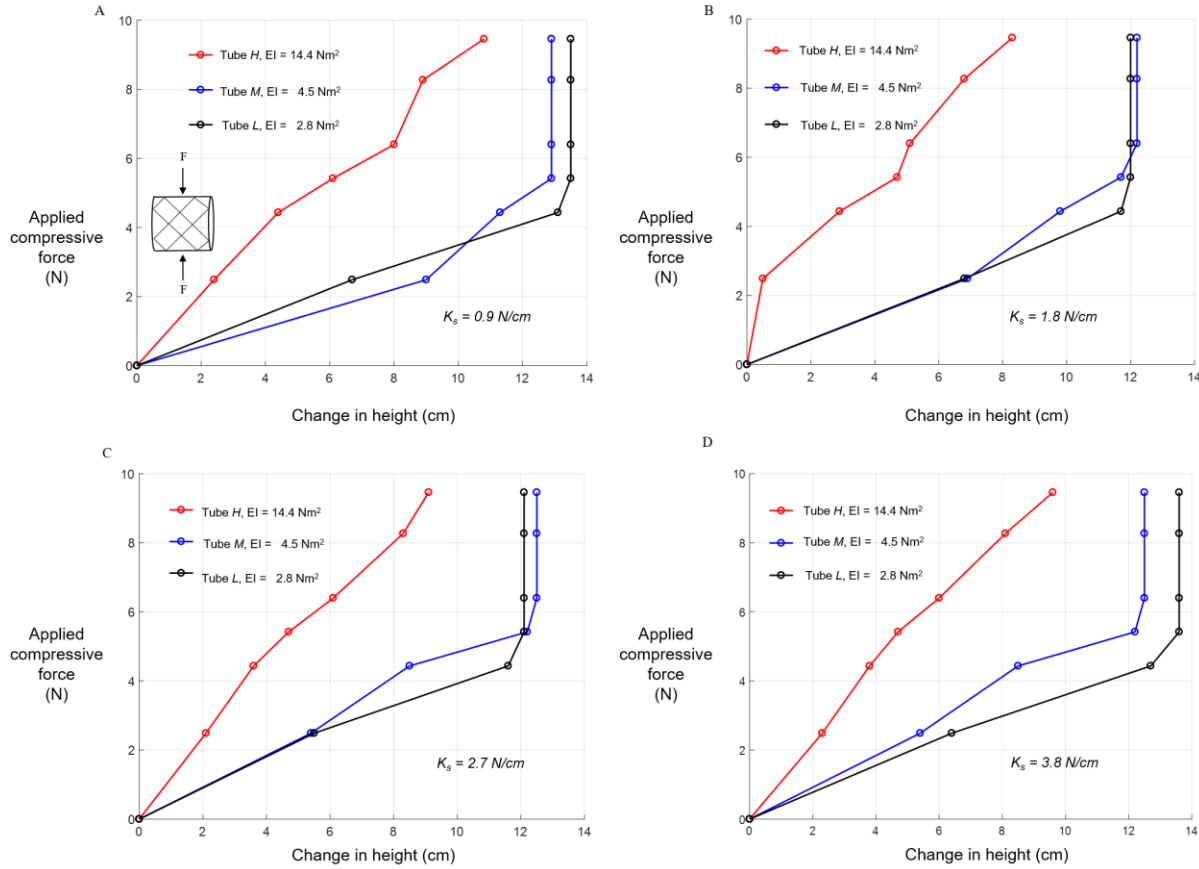 A
10
8
6
4
2
0
Applied
compressive
force
(N)
Tube H, EI = 14.4 Nm²
Tube M, EI = 4.5 Nm²
Tube L, EI = 2.8 Nm²
F
F
K_s = 0.9 N/cm
0 2 4 6 8 10 12 14
Change in height (cm)
B
10
8
6
4
2
0
Applied
compressive
force
(N)
Tube H, EI = 14.4 Nm²
Tube M, EI = 4.5 Nm²
Tube L, EI = 2.8 Nm²
K_s = 1.8 N/cm
0 2 4 6 8 10 12 14
Change in height (cm)
C
10
8
6
4
2
0
Applied
compressive
force
(N)
Tube H, EI = 14.4 Nm²
Tube M, EI = 4.5 Nm²
Tube L, EI = 2.8 Nm²
K_s = 2.7 N/cm
0 2 4 6 8 10 12 14
Change in height (cm)
D
10
8
6
4
2
0
Applied
compressive
force
(N)
Tube H, EI = 14.4 Nm²
Tube M, EI = 4.5 Nm²
Tube L, EI = 2.8 Nm²
K_s = 3.8 N/cm
0 2 4 6 8 10 12 14
Change in height (cm)